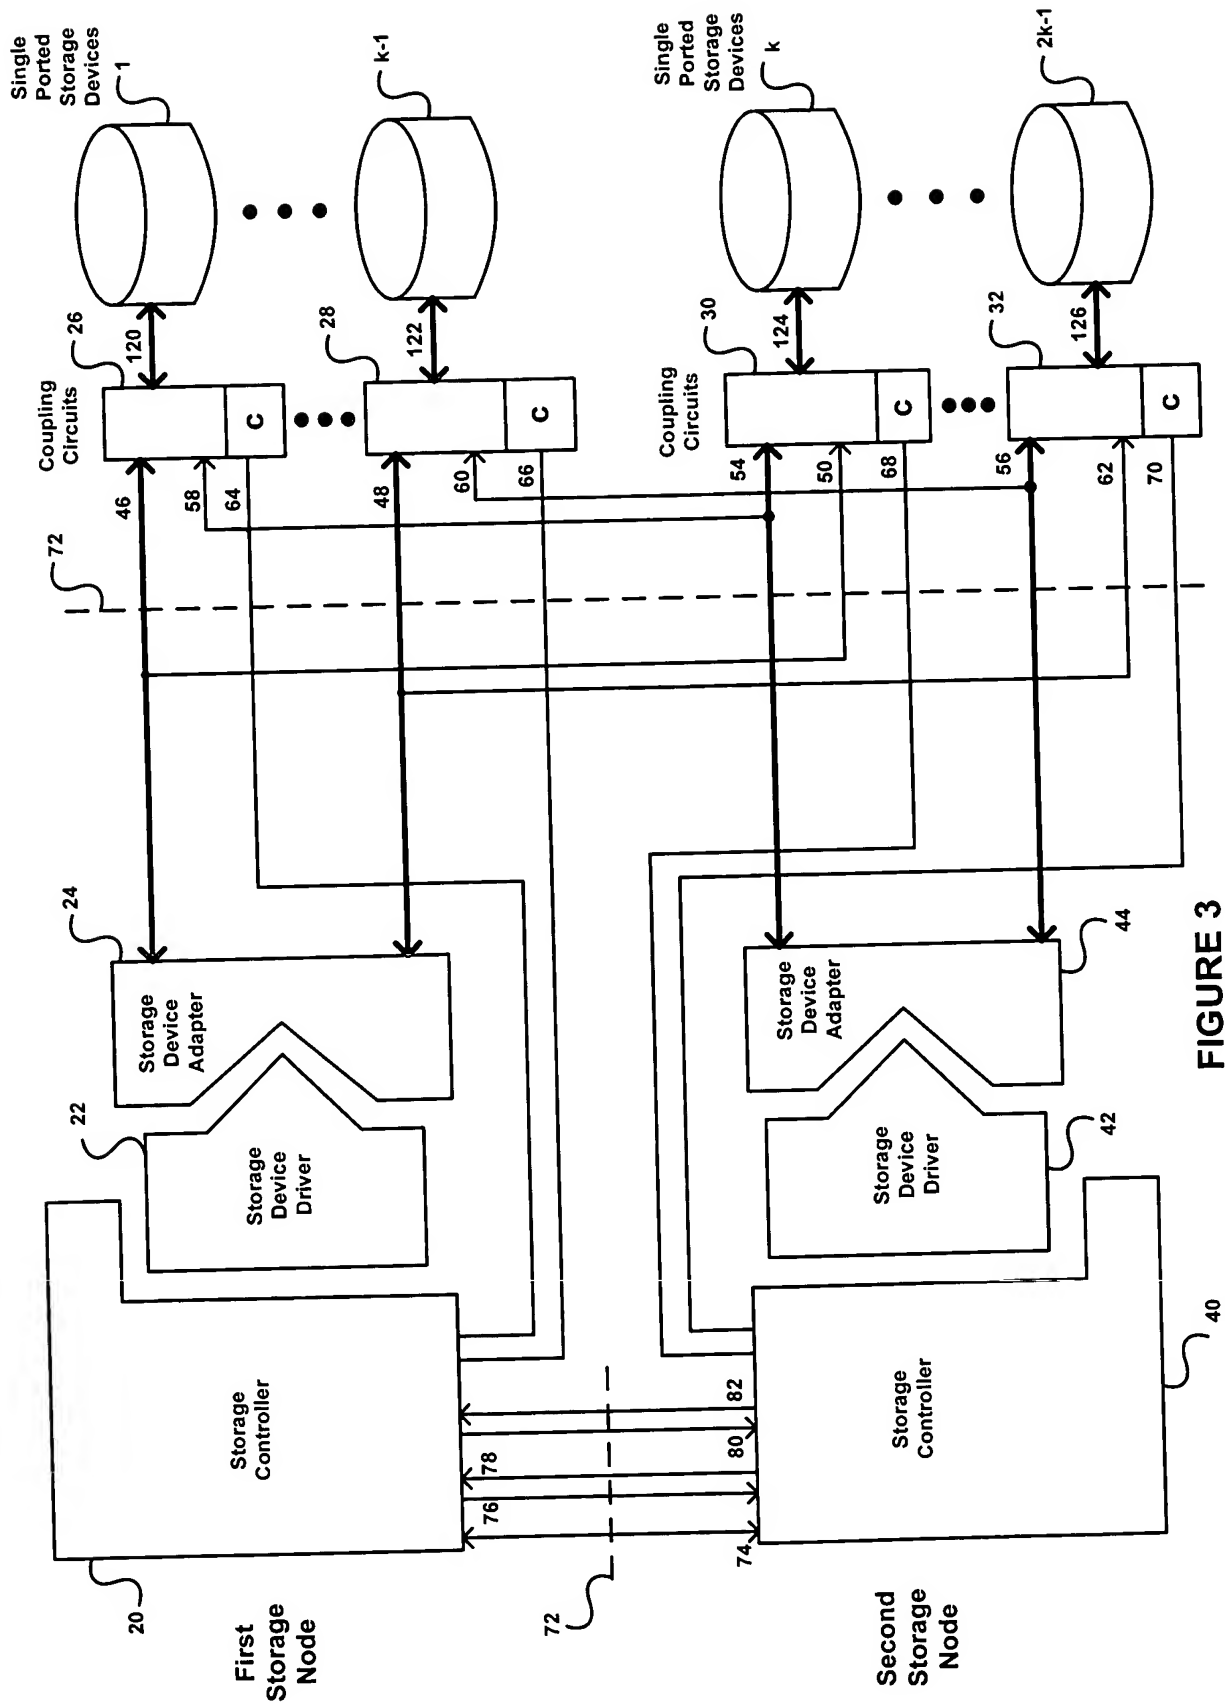 First
Storage
Node
20
Storage
Controller
22
Storage
Device
Driver
24
Storage
Device
Adapter
72
46
58
64
48
60
66
Coupling
Circuits
26
C
28
C
120
122
Single
Ported
Storage
Devices
1
k-1
72
74
76
78
80
82
Second
Storage
Node
40
Storage
Controller
42
Storage
Device
Driver
44
Storage
Device
Adapter
54
50
68
56
62
70
Coupling
Circuits
30
C
32
C
124
126
Single
Ported
Storage
Devices
k
2k-1
FIGURE 3